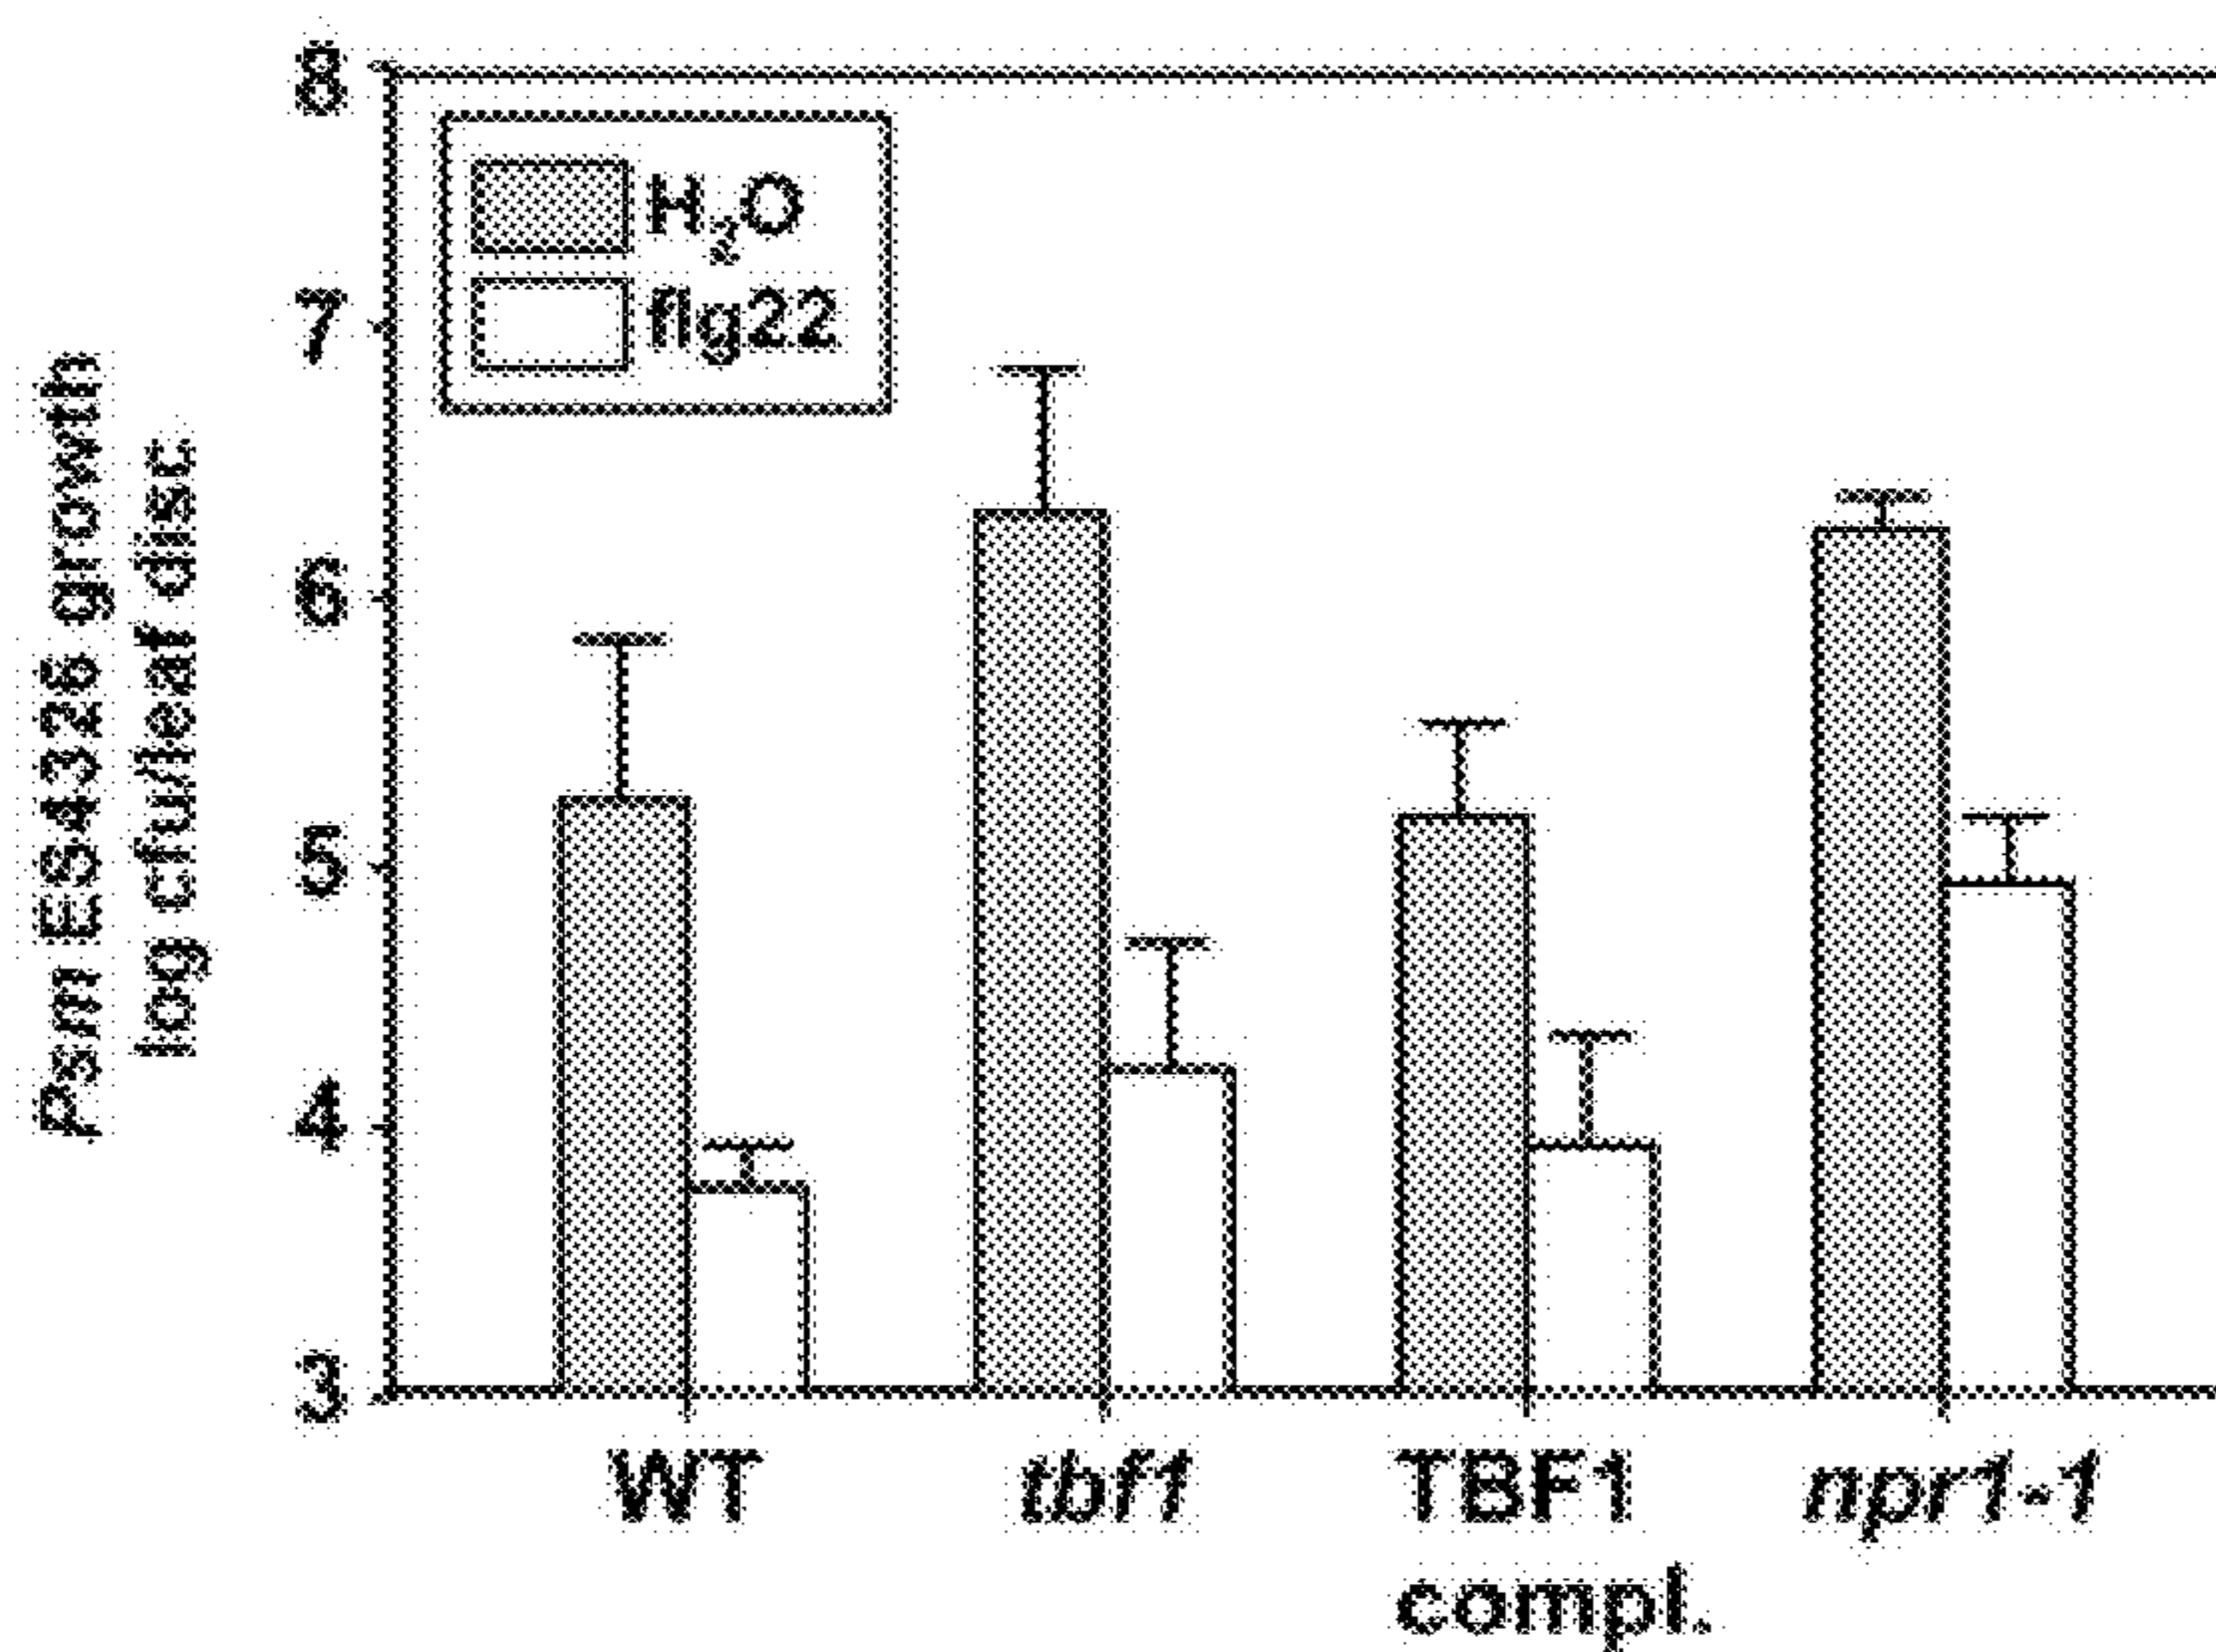 Psm ES4326 growth
log cfu/leaf disc
8
7
6
5
4
3
H₂O
flg22
WT
tbf1
TBF1
compl.
npr1-1